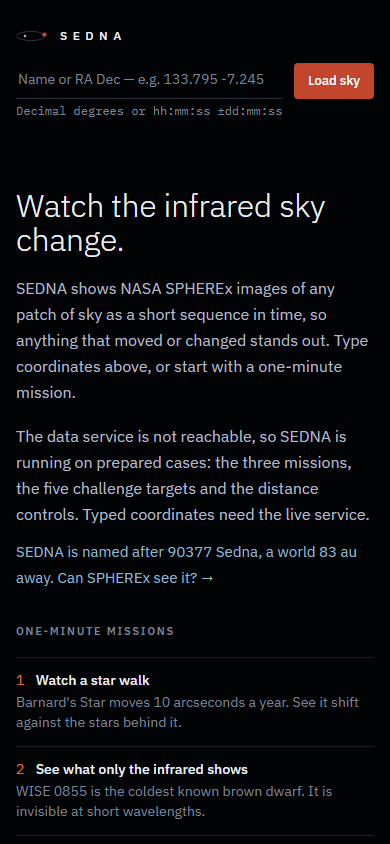 SEDNA
Name or RA Dec — e.g. 133.795 -7.245
Load sky
Decimal degrees or hh:mm:ss ±dd:mm:ss
Watch the infrared sky
change.
SEDNA shows NASA SPHEREx images of any
patch of sky as a short sequence in time, so
anything that moved or changed stands out. Type
coordinates above, or start with a one-minute
mission.
The data service is not reachable, so SEDNA is
running on prepared cases: the three missions,
the five challenge targets and the distance
controls. Typed coordinates need the live service.
SEDNA is named after 90377 Sedna, a world 83 au
away. Can SPHEREx see it? →
ONE-MINUTE MISSIONS
1 Watch a star walk
Barnard's Star moves 10 arcseconds a year. See it shift
against the stars behind it.
2 See what only the infrared shows
WISE 0855 is the coldest known brown dwarf. It is
invisible at short wavelengths.